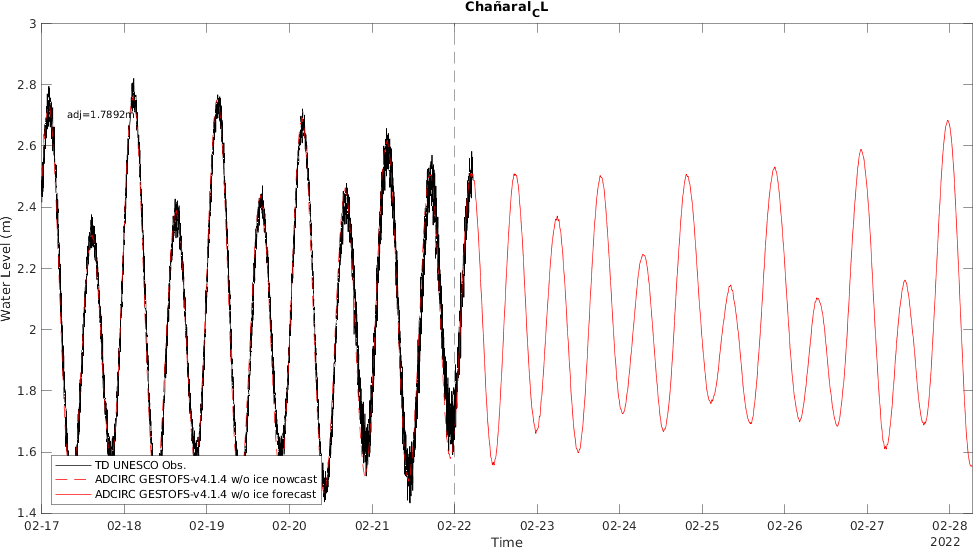 Chañaral_CL
3
2.8
adj=1.7892m
2.6
2.4
2.2
2
1.8
1.6
1.4
Water Level (m)
TD UNESCO Obs.
ADCIRC GESTOFS-v4.1.4 w/o ice nowcast
ADCIRC GESTOFS-v4.1.4 w/o ice forecast
02-17 02-18 02-19 02-20 02-21 02-22 02-23 02-24 02-25 02-26 02-27 02-28
Time
2022